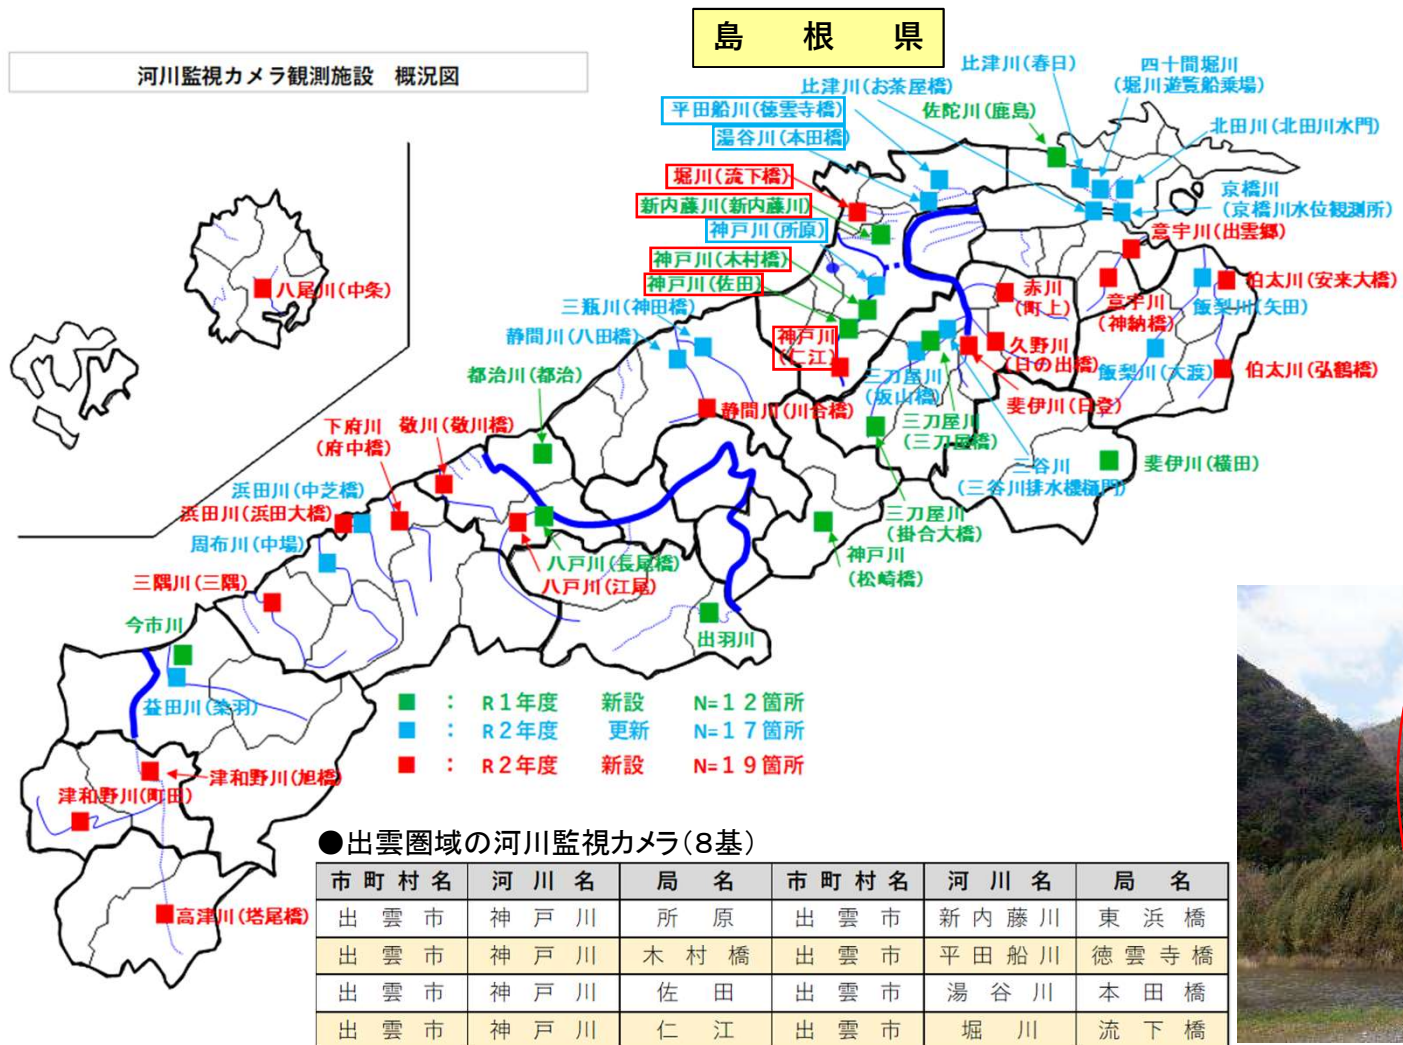 島根県
河川監視カメラ観測施設 概況図
比津川(春日)
四十間堀川
(堀川遊覧船乗場)
比津川(お茶屋橋)
平田船川(徳雲寺橋)
佐陀川(鹿島)
北田川(北田川水門)
湯谷川(本田橋)
堀川(流下橋)
京橋川
(京橋川水位観測所)
新内藤川(新内藤川)
神戸川(所原)
意宇川(出雲郷)
神戸川(木村橋)
神戸川(佐田)
伯太川(安来大橋)
八尾川(中条)
赤川
(町上)
意宇川
(神納橋)
飯梨川(矢田)
三瓶川(神田橋)
静間川(八田橋)
神戸川
(仁江)
久野川
(日の出橋)
都治川(都治)
三刀屋川
(坂山橋)
飯梨川(大渡)
伯太川(弘鶴橋)
斐伊川(日登)
静間川(川合橋)
下府川
(府中橋)
敬川(敬川橋)
三刀屋川
(三刀屋橋)
三谷川
(三谷川排水機樋門)
斐伊川(横田)
浜田川(中芝橋)
浜田川(浜田大橋)
三刀屋川
(掛合大橋)
周布川(中場)
八戸川(長尾橋)
八戸川(江尾)
神戸川
(松崎橋)
三隅川(三隅)
今市川
出羽川
益田川(染羽)
■ : R1年度 新設 N=12箇所
■ : R2年度 更新 N=17箇所
■ : R2年度 新設 N=19箇所
津和野川(旭橋)
津和野川(町田)
高津川(塔尾橋)
●出雲圏域の河川監視カメラ(8基)
市町村名 河川名 局名 市町村名 河川名 局名
出雲市 神戸川 所原 出雲市 新内藤川 東浜橋
出雲市 神戸川 木村橋 出雲市 平田船川 徳雲寺橋
出雲市 神戸川 佐田 出雲市 湯谷川 本田橋
出雲市 神戸川 仁江 出雲市 堀川 流下橋